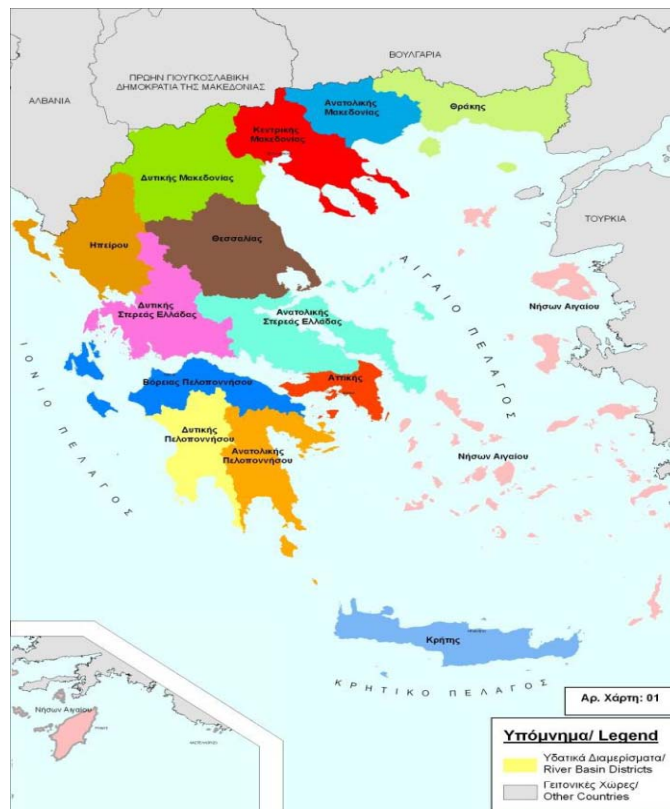 ΒΟΥΛΓΑΡΙΑ
ΠΡΩΗΝ ΓΙΟΥΓΚΟΣΛΑΒΙΚΗ
ΔΗΜΟΚΡΑΤΙΑ ΤΗΣ ΜΑΚΕΔΟΝΙΑΣ
ΑΛΒΑΝΙΑ
Ανατολικής
Μακεδονίας
Θράκης
Κεντρικής
Μακεδονίας
Δυτικής Μακεδονίας
ΤΟΥΡΚΙΑ
Ηπείρου
Θεσσαλίας
ΑΙΓΑΙΟ ΠΕΛΑΓΟΣ
Νήσων Αιγαίου
Δυτικής
Στερεάς Ελλάδας
Ανατολικής
Στερεάς Ελλάδας
ΙΟΝΙΟ ΠΕΛΑΓΟΣ
Βόρειας Πελοποννήσου
Αττικής
Δυτικής
Πελοποννήσου
Ανατολικής
Πελοποννήσου
Νήσων Αιγαίου
Κρήτης
ΚΡΗΤΙΚΟ ΠΕΛΑΓΟΣ
Νήσων Αιγαίου
Αρ. Χάρτη: 01
Υπόμνημα/ Legend
Υδατικά Διαμερίσματα/
River Basin Districts
Γειτονικές Χώρες/
Other Countries